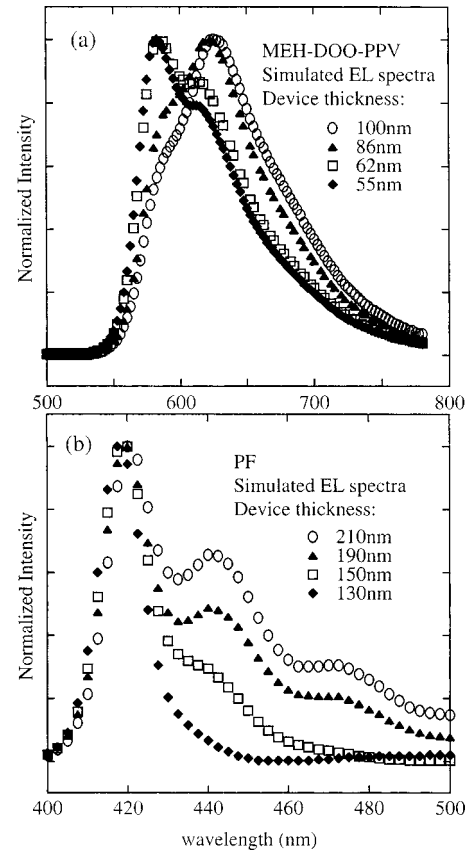 (a)
MEH-DOO-PPV
Simulated EL spectra
Device thickness:
100nm
86nm
62nm
55nm
Normalized Intensity
500
600
700
800
(b)
PF
Simulated EL spectra
Device thickness:
210nm
190nm
150nm
130nm
Normalized Intensity
400
420
440
460
480
500
wavelength (nm)